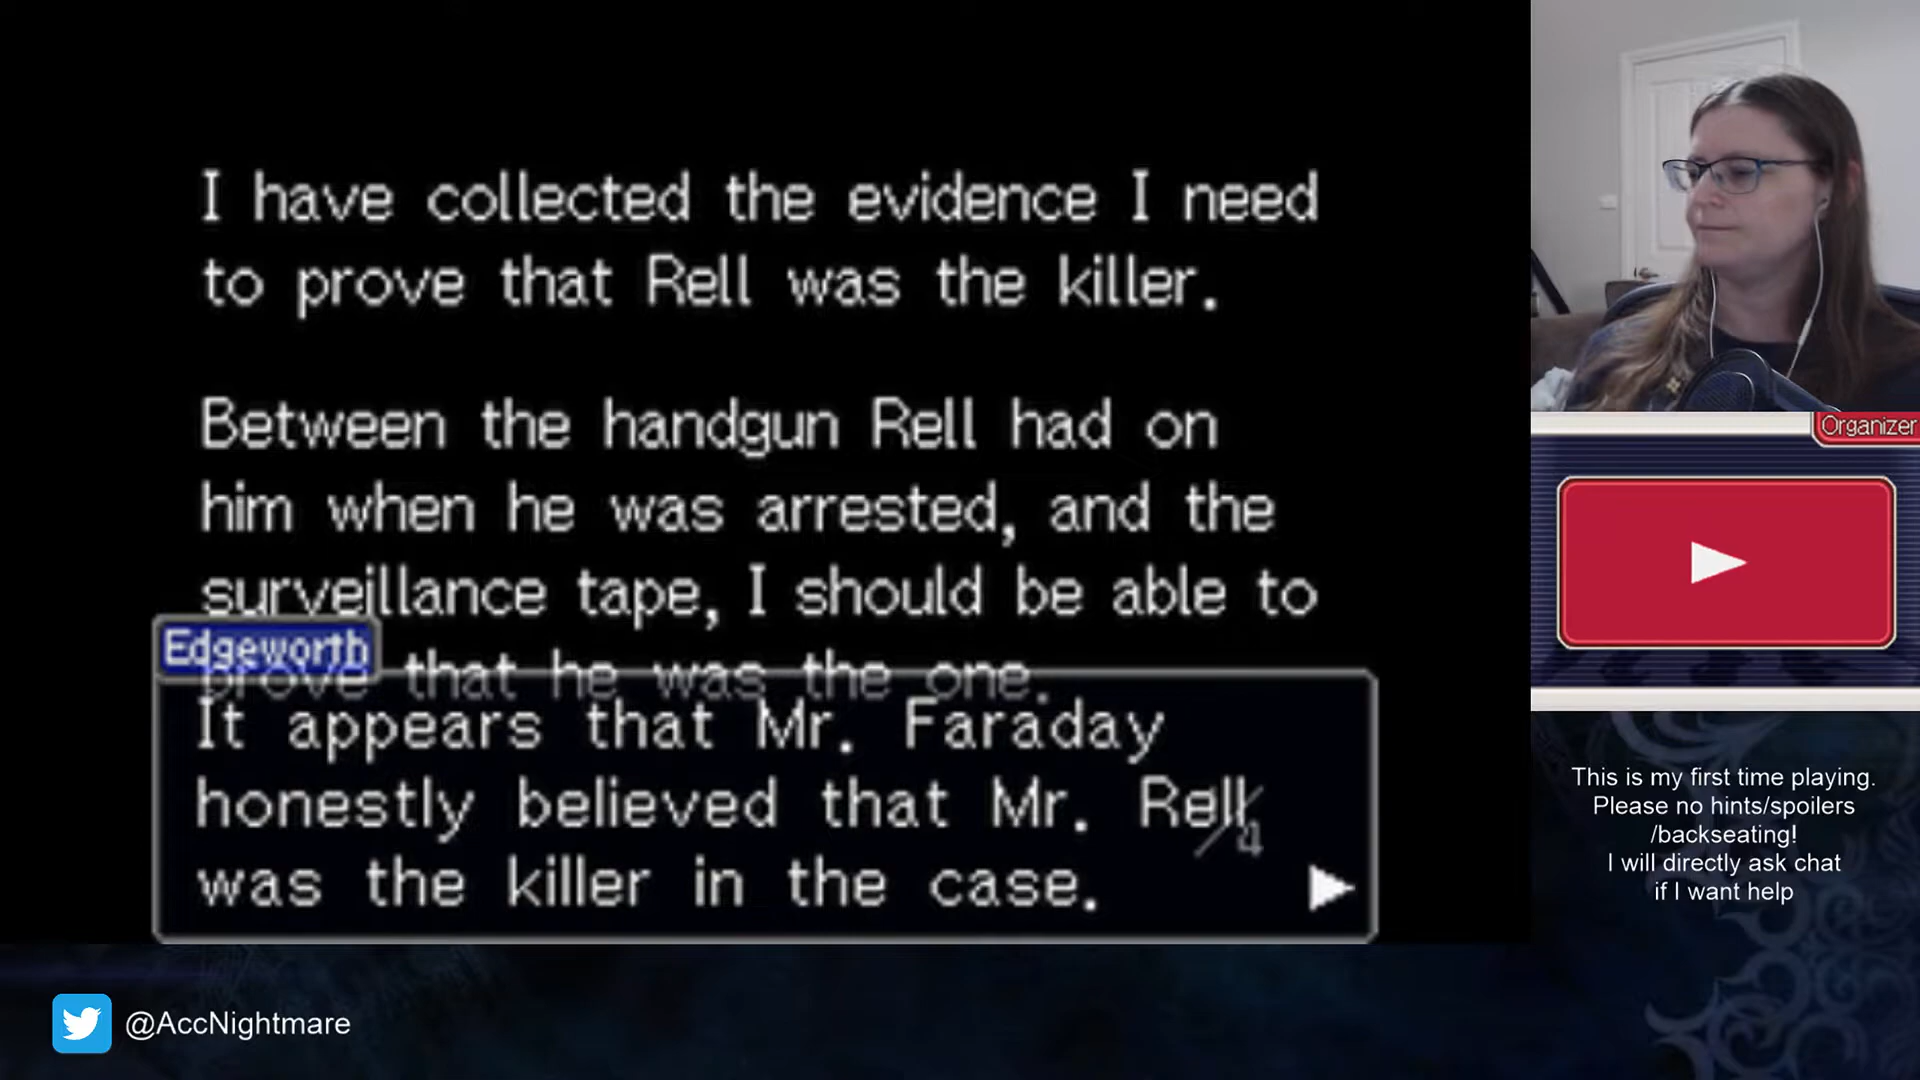 I have collected the evidence I need
to prove that Rell was the killer.
Between the handgun Rell had on
him when he was arrested, and the
surveillance tape, I should be able to
prove that he was the one.
Edgeworth
It appears that Mr. Faraday
honestly believed that Mr. Rell
was the killer in the case.
/4
Organizer
This is my first time playing.
Please no hints/spoilers
/backseating!
I will directly ask chat
if I want help
@AccNightmare